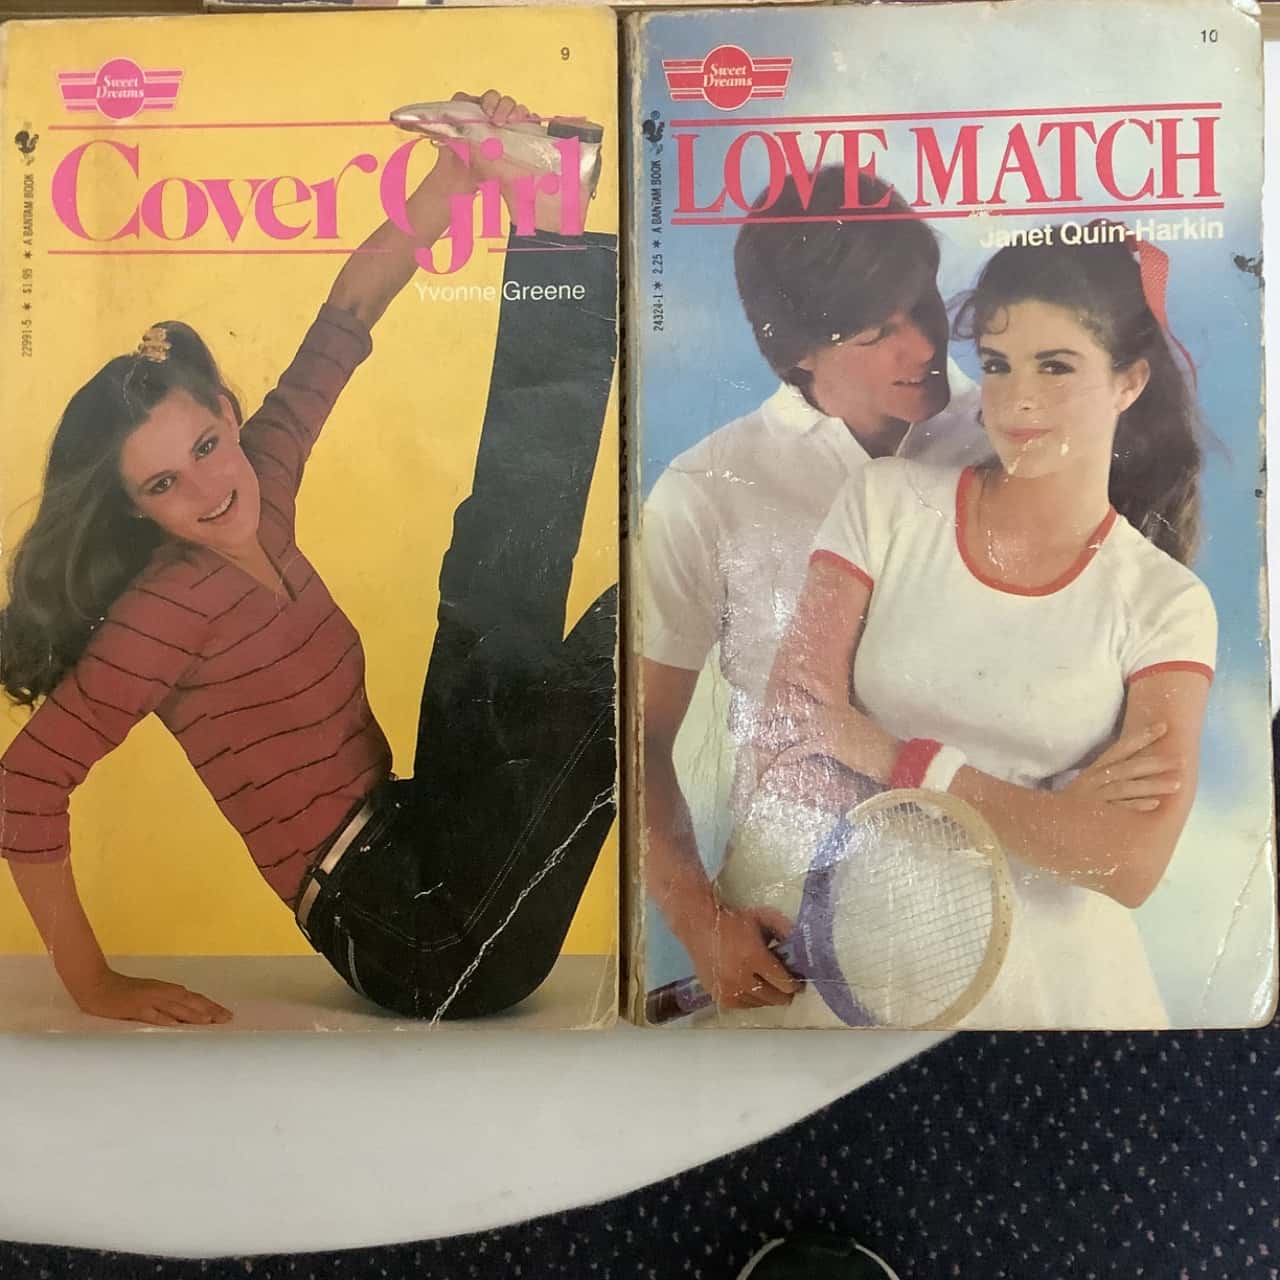 9
Sweet
Dreams
Cover Girl
Yvonne Greene
22991-5 * $1.95 * A BANTAM BOOK
10
Sweet
Dreams
LOVE MATCH
Janet Quin-Harkin
24324-1 * 2.25 * A BANTAM BOOK